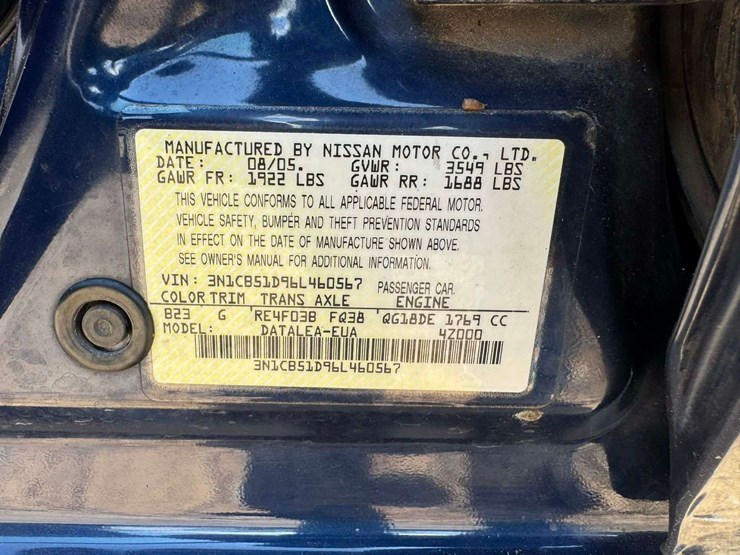 MANUFACTURED BY NISSAN MOTOR CO., LTD.
DATE: 08/05. GVWR: 3549 LBS
GAWR FR: 1922 LBS GAWR RR: 1688 LBS
THIS VEHICLE CONFORMS TO ALL APPLICABLE FEDERAL MOTOR.
VEHICLE SAFETY, BUMPER AND THEFT PREVENTION STANDARDS
IN EFFECT ON THE DATE OF MANUFACTURE SHOWN ABOVE.
SEE OWNER'S MANUAL FOR ADDITIONAL INFORMATION.
VIN: 3N1CB51D96L460567 PASSENGER CAR.
COLOR TRIM TRANS AXLE ENGINE
B23 G RE4F03B FQ38 QG18DE 1769 CC
MODEL: DATALEA-EUA 4Z000
3N1CB51D96L460567